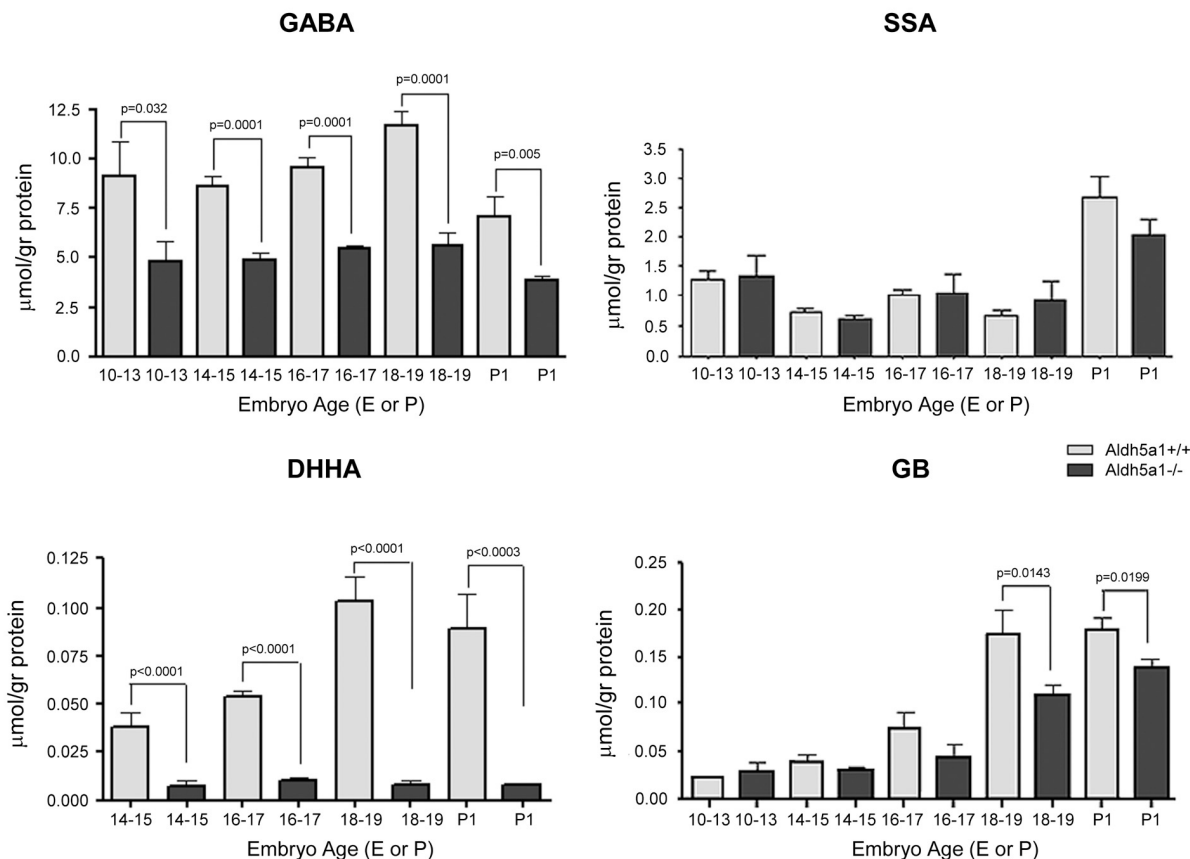 GABA
p=0.032
p=0.0001
p=0.0001
p=0.0001
p=0.005
12.5
10.0
7.5
5.0
2.5
0.0
μmol/gr protein
10-13 10-13 14-15 14-15 16-17 16-17 18-19 18-19 P1 P1
Embryo Age (E or P)
SSA
3.5
3.0
2.5
2.0
1.5
1.0
0.5
0.0
μmol/gr protein
10-13 10-13 14-15 14-15 16-17 16-17 18-19 18-19 P1 P1
Embryo Age (E or P)
Aldh5a1+/+
Aldh5a1-/-
DHHA
p<0.0001
p<0.0001
p<0.0001
p<0.0003
0.125
0.100
0.075
0.050
0.025
0.000
μmol/gr protein
14-15 14-15 16-17 16-17 18-19 18-19 P1 P1
Embryo Age (E or P)
GB
p=0.0143
p=0.0199
0.25
0.20
0.15
0.10
0.05
0.00
μmol/gr protein
10-13 10-13 14-15 14-15 16-17 16-17 18-19 18-19 P1 P1
Embryo Age (E or P)